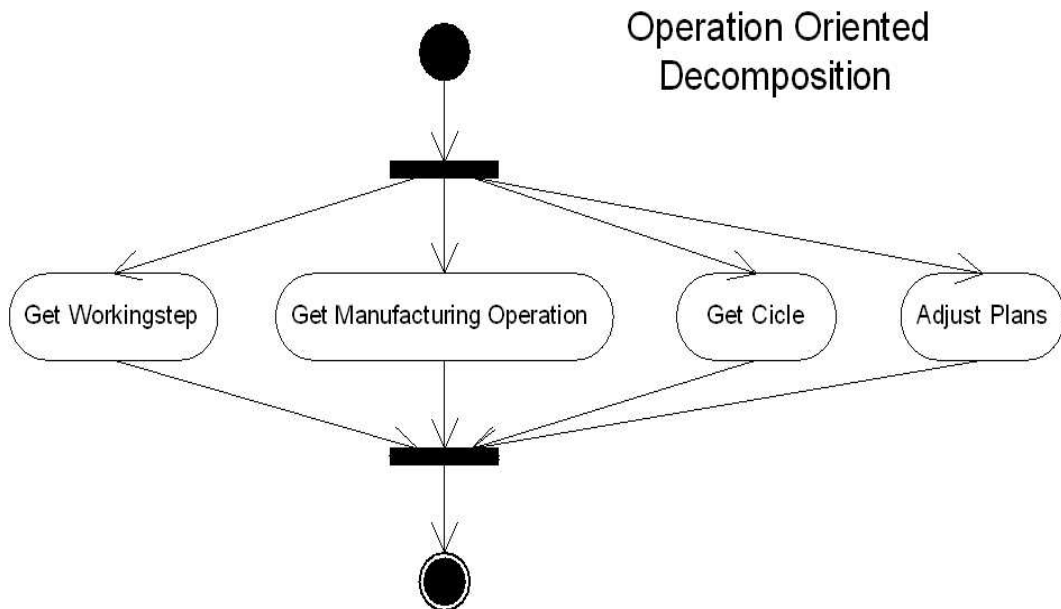 Operation Oriented
Decomposition
Get Workingstep
Get Manufacturing Operation
Get Cicle
Adjust Plans